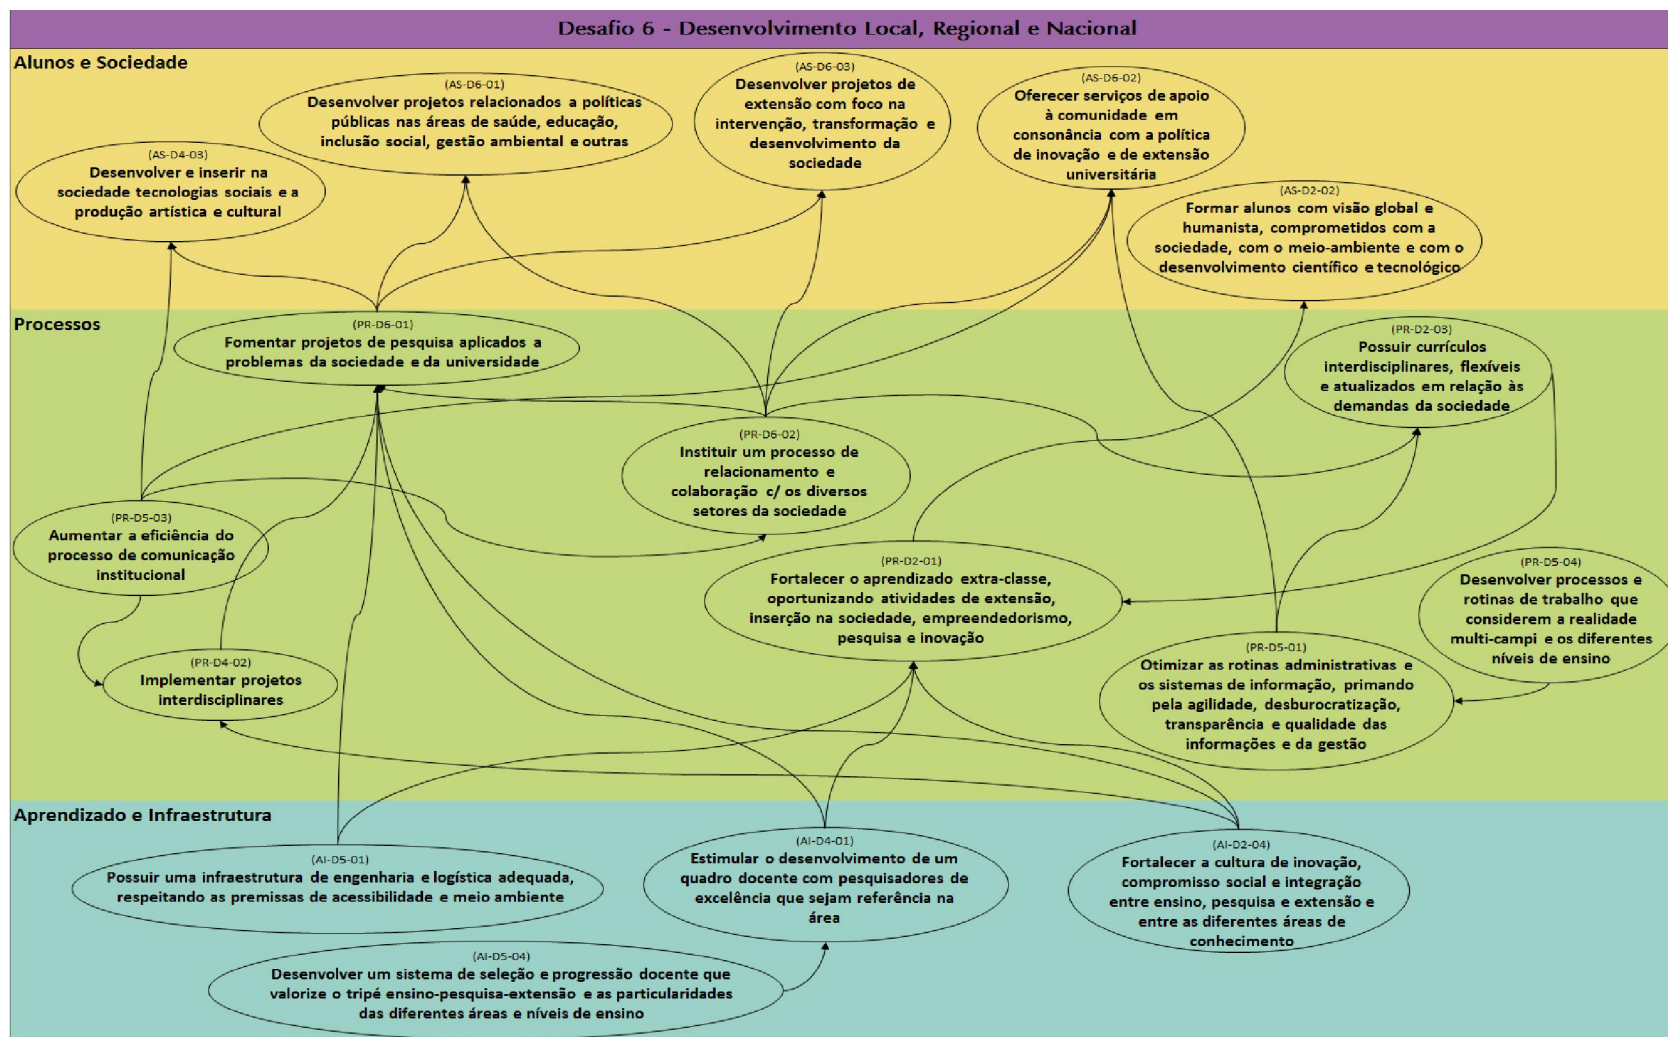 Desafio 6 - Desenvolvimento Local, Regional e Nacional
Alunos e Sociedade
(AS-D6-01)
Desenvolver projetos relacionados a políticas
públicas nas áreas de saúde, educação,
inclusão social, gestão ambiental e outras
(AS-D6-03)
Desenvolver projetos de
extensão com foco na
intervenção, transformação e
desenvolvimento da
sociedade
(AS-D6-02)
Oferecer serviços de apoio
à comunidade em
consonância com a política
de inovação e de extensão
universitária
(AS-D4-03)
Desenvolver e inserir na
sociedade tecnologias sociais e a
produção artística e cultural
(AS-D2-02)
Formar alunos com visão global e
humanista, comprometidos com a
sociedade, com o meio-ambiente e com o
desenvolvimento científico e tecnológico
Processos
(PR-D6-01)
Fomentar projetos de pesquisa aplicados a
problemas da sociedade e da universidade
(PR-D2-03)
Possuir currículos
interdisciplinares, flexíveis
e atualizados em relação às
demandas da sociedade
(PR-D6-02)
Instituir um processo de
relacionamento e
colaboração c/ os diversos
setores da sociedade
(PR-D5-03)
Aumentar a eficiência do
processo de comunicação
institucional
(PR-D2-01)
Fortalecer o aprendizado extra-classe,
oportunizando atividades de extensão,
inserção na sociedade, empreendedorismo,
pesquisa e inovação
(PR-D5-04)
Desenvolver processos e
rotinas de trabalho que
considerem a realidade
multi-campi e os diferentes
níveis de ensino
(PR-D4-02)
Implementar projetos
interdisciplinares
(PR-D5-01)
Otimizar as rotinas administrativas e
os sistemas de informação, primando
pela agilidade, desburocratização,
transparência e qualidade das
informações e da gestão
Aprendizado e Infraestrutura
(AI-D5-01)
Possuir uma infraestrutura de engenharia e logística adequada,
respeitando as premissas de acessibilidade e meio ambiente
(AI-D4-01)
Estimular o desenvolvimento de um
quadro docente com pesquisadores de
excelência que sejam referência na
área
(AI-D2-04)
Fortalecer a cultura de inovação,
compromisso social e integração
entre ensino, pesquisa e extensão e
entre as diferentes áreas de
conhecimento
(AI-D5-04)
Desenvolver um sistema de seleção e progressão docente que
valorize o tripé ensino-pesquisa-extensão e as particularidades
das diferentes áreas e níveis de ensino